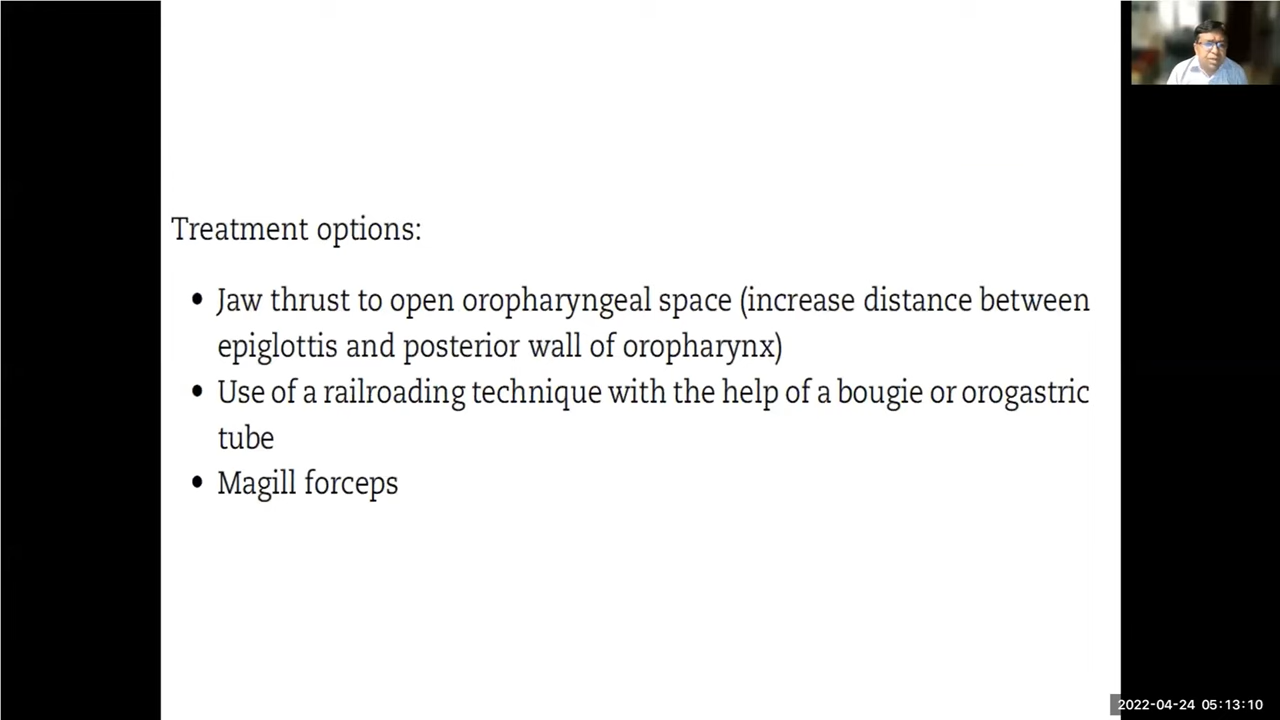 Treatment options:
• Jaw thrust to open oropharyngeal space (increase distance between
epiglottis and posterior wall of oropharynx)
• Use of a railroading technique with the help of a bougie or orogastric
tube
• Magill forceps
2022-04-24 05:13:10